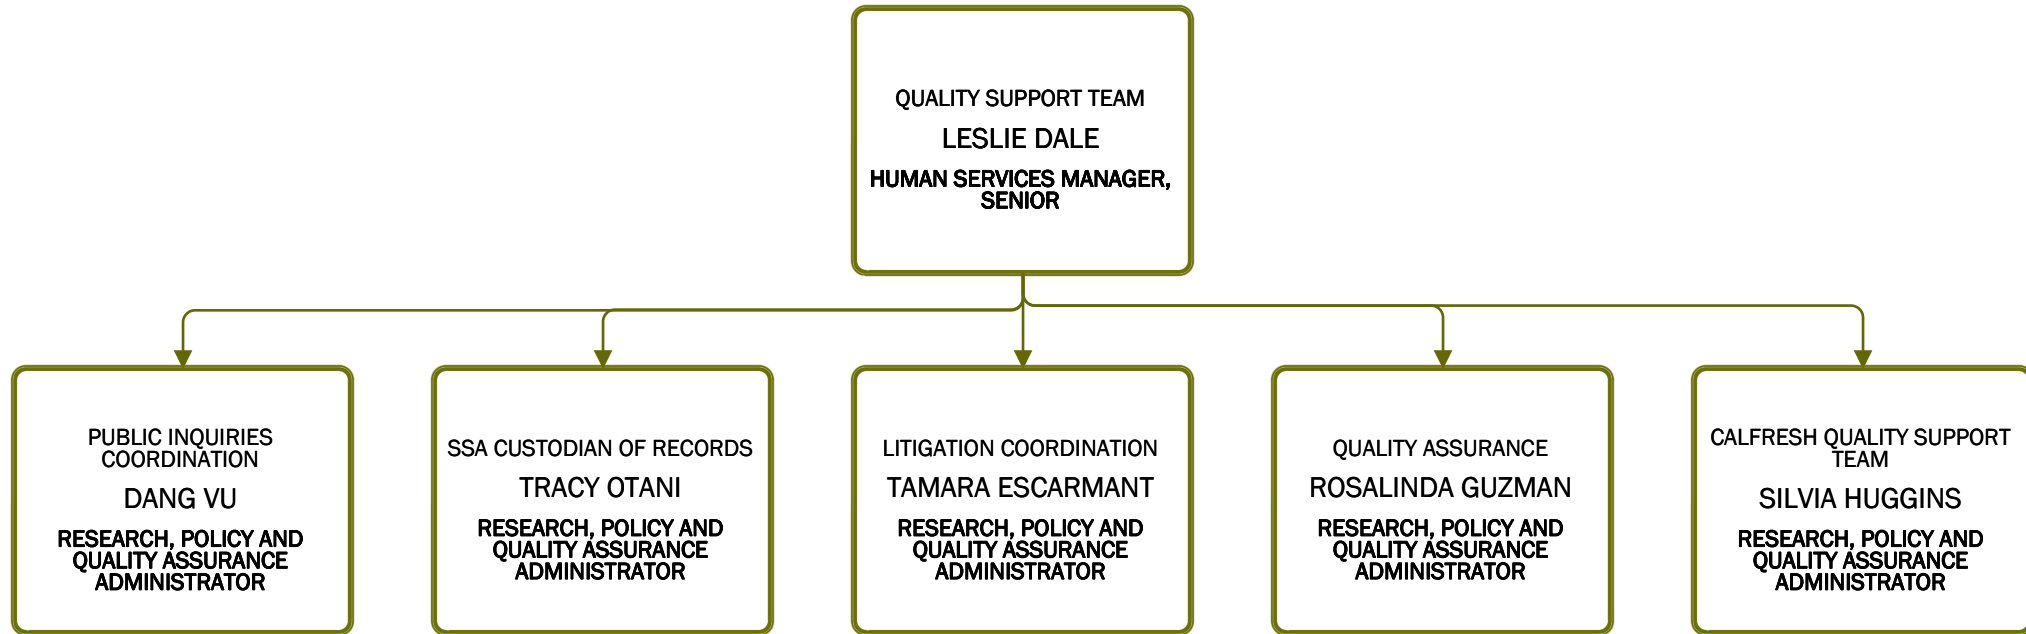 QUALITY SUPPORT TEAM
LESLIE DALE
HUMAN SERVICES MANAGER,
SENIOR
PUBLIC INQUIRIES
COORDINATION
DANG VU
RESEARCH, POLICY AND
QUALITY ASSURANCE
ADMINISTRATOR
SSA CUSTODIAN OF RECORDS
TRACY OTANI
RESEARCH, POLICY AND
QUALITY ASSURANCE
ADMINISTRATOR
LITIGATION COORDINATION
TAMARA ESCARMANT
RESEARCH, POLICY AND
QUALITY ASSURANCE
ADMINISTRATOR
QUALITY ASSURANCE
ROSALINDA GUZMAN
RESEARCH, POLICY AND
QUALITY ASSURANCE
ADMINISTRATOR
CALFRESH QUALITY SUPPORT
TEAM
SILVIA HUGGINS
RESEARCH, POLICY AND
QUALITY ASSURANCE
ADMINISTRATOR